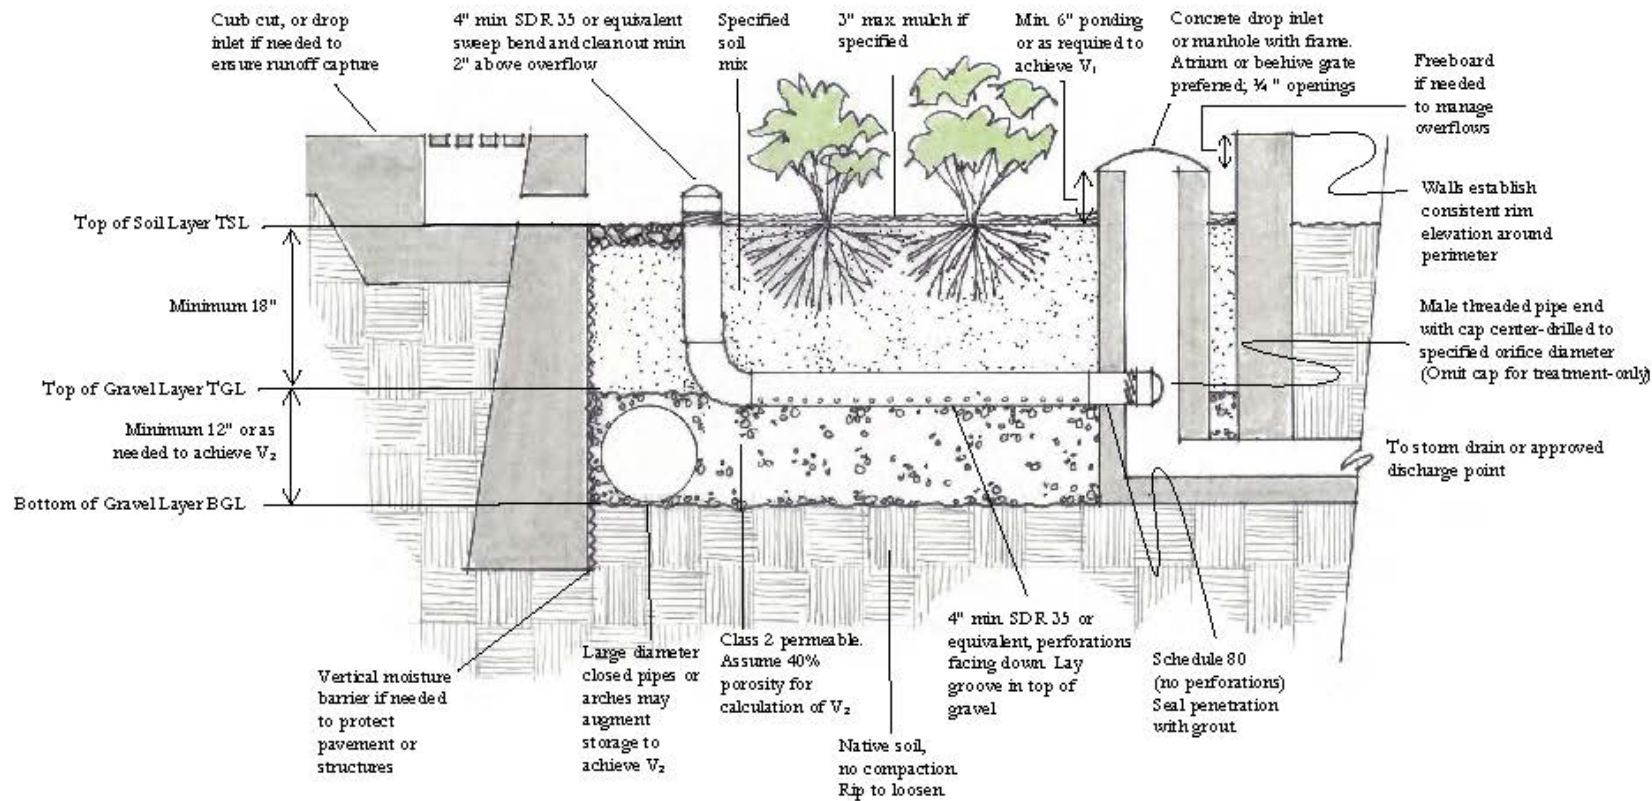 Curb cut, or drop
inlet if needed to
ensure runoff capture
4" min. SDR 35 or equivalent
sweep bend and cleanout min.
2" above overflow
Specified
soil
mix
3" max. mulch if
specified
Min. 6" ponding
or as required to
achieve V₁
Concrete drop inlet
or manhole with frame.
Atrium or beehive grate
preferred; ¼ " openings
Freeboard
if needed
to manage
overflows
Walls establish
consistent rim
elevation around
perimeter
Top of Soil Layer TSL
Minimum 18"
Male threaded pipe end
with cap center-drilled to
specified orifice diameter
(Omit cap for treatment-only)
Top of Gravel Layer TGL
Minimum 12" or as
needed to achieve V₂
To storm drain or approved
discharge point
Bottom of Gravel Layer BGL
Vertical moisture
barrier if needed
to protect
pavement or
structures
Large diameter
closed pipes or
arches may
augment
storage to
achieve V₂
Class 2 permeable.
Assume 40%
porosity for
calculation of V₂
Native soil,
no compaction.
Rip to loosen.
4" min. SDR 35 or
equivalent, perforations
facing down. Lay
groove in top of
gravel
Schedule 80
(no perforations)
Seal penetration
with grout.